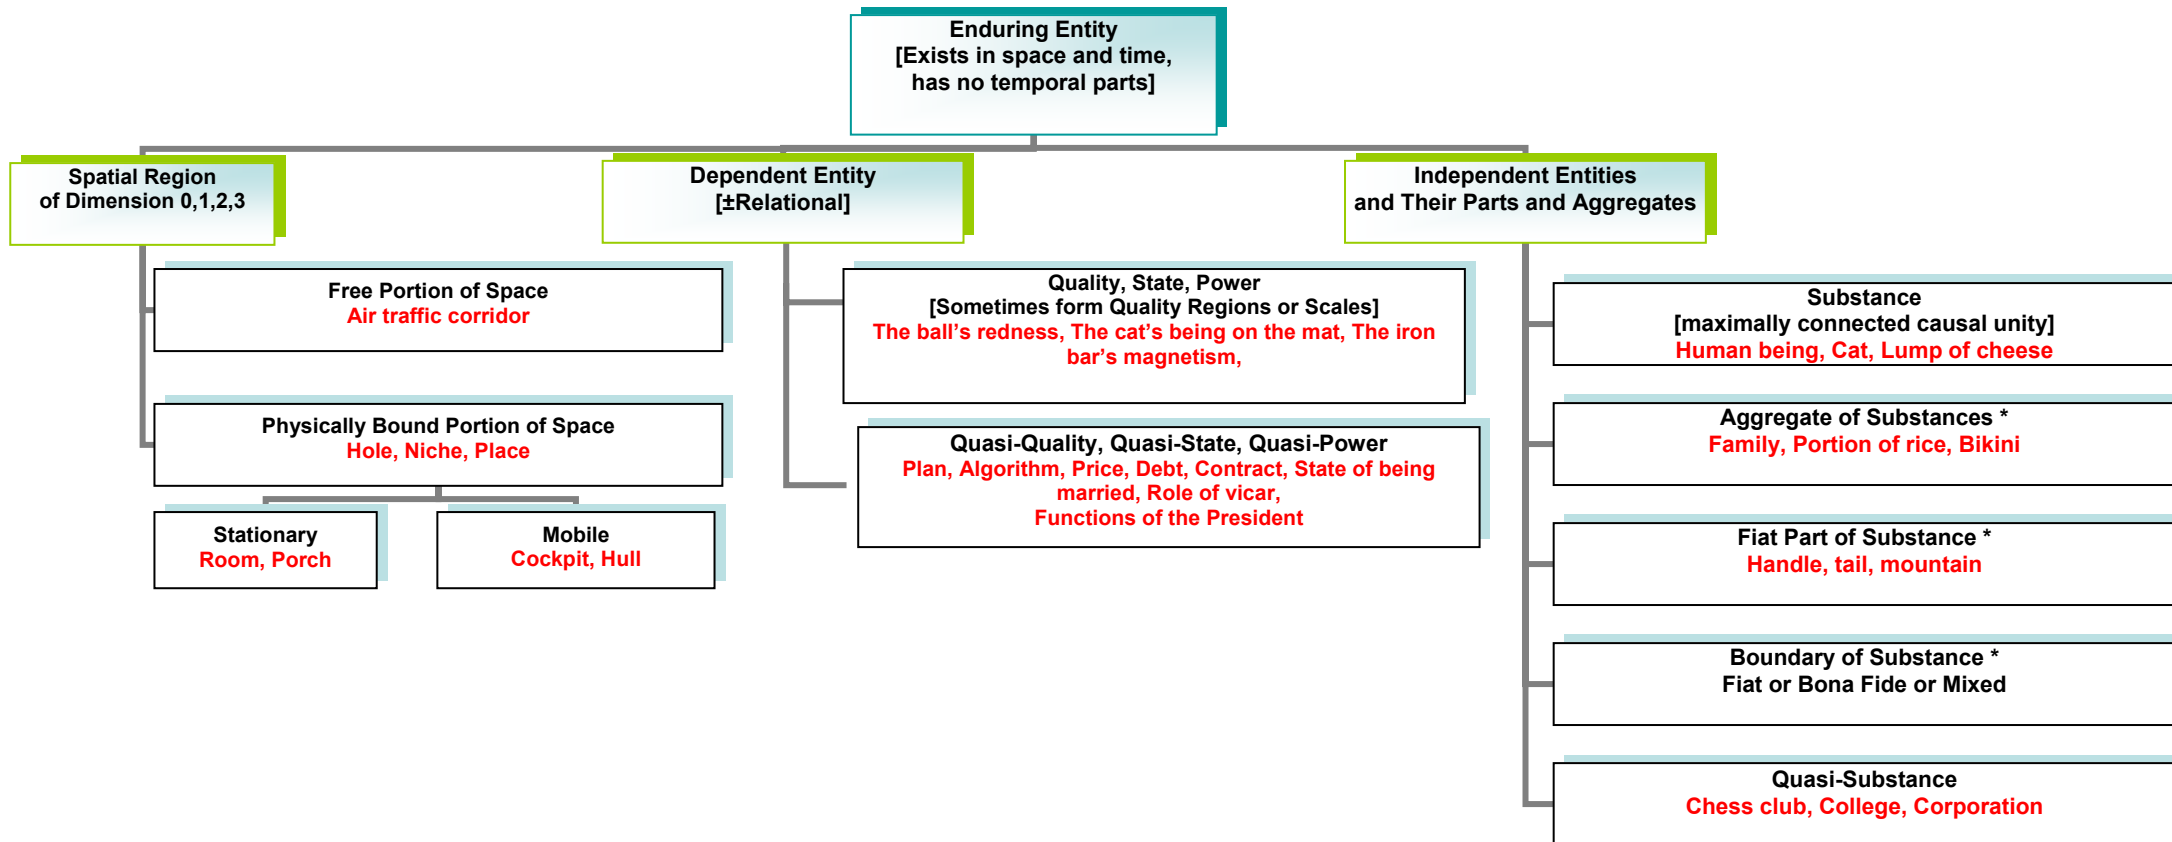 Enduring Entity
[Exists in space and time,
has no temporal parts]
Spatial Region
of Dimension 0,1,2,3
Dependent Entity
[±Relational]
Independent Entities
and Their Parts and Aggregates
Free Portion of Space
Air traffic corridor
Physically Bound Portion of Space
Hole, Niche, Place
Stationary
Room, Porch
Mobile
Cockpit, Hull
Quality, State, Power
[Sometimes form Quality Regions or Scales]
The ball’s redness, The cat’s being on the mat, The iron
bar’s magnetism,
Quasi-Quality, Quasi-State, Quasi-Power
Plan, Algorithm, Price, Debt, Contract, State of being
married, Role of vicar,
Functions of the President
Substance
[maximally connected causal unity]
Human being, Cat, Lump of cheese
Aggregate of Substances *
Family, Portion of rice, Bikini
Fiat Part of Substance *
Handle, tail, mountain
Boundary of Substance *
Fiat or Bona Fide or Mixed
Quasi-Substance
Chess club, College, Corporation